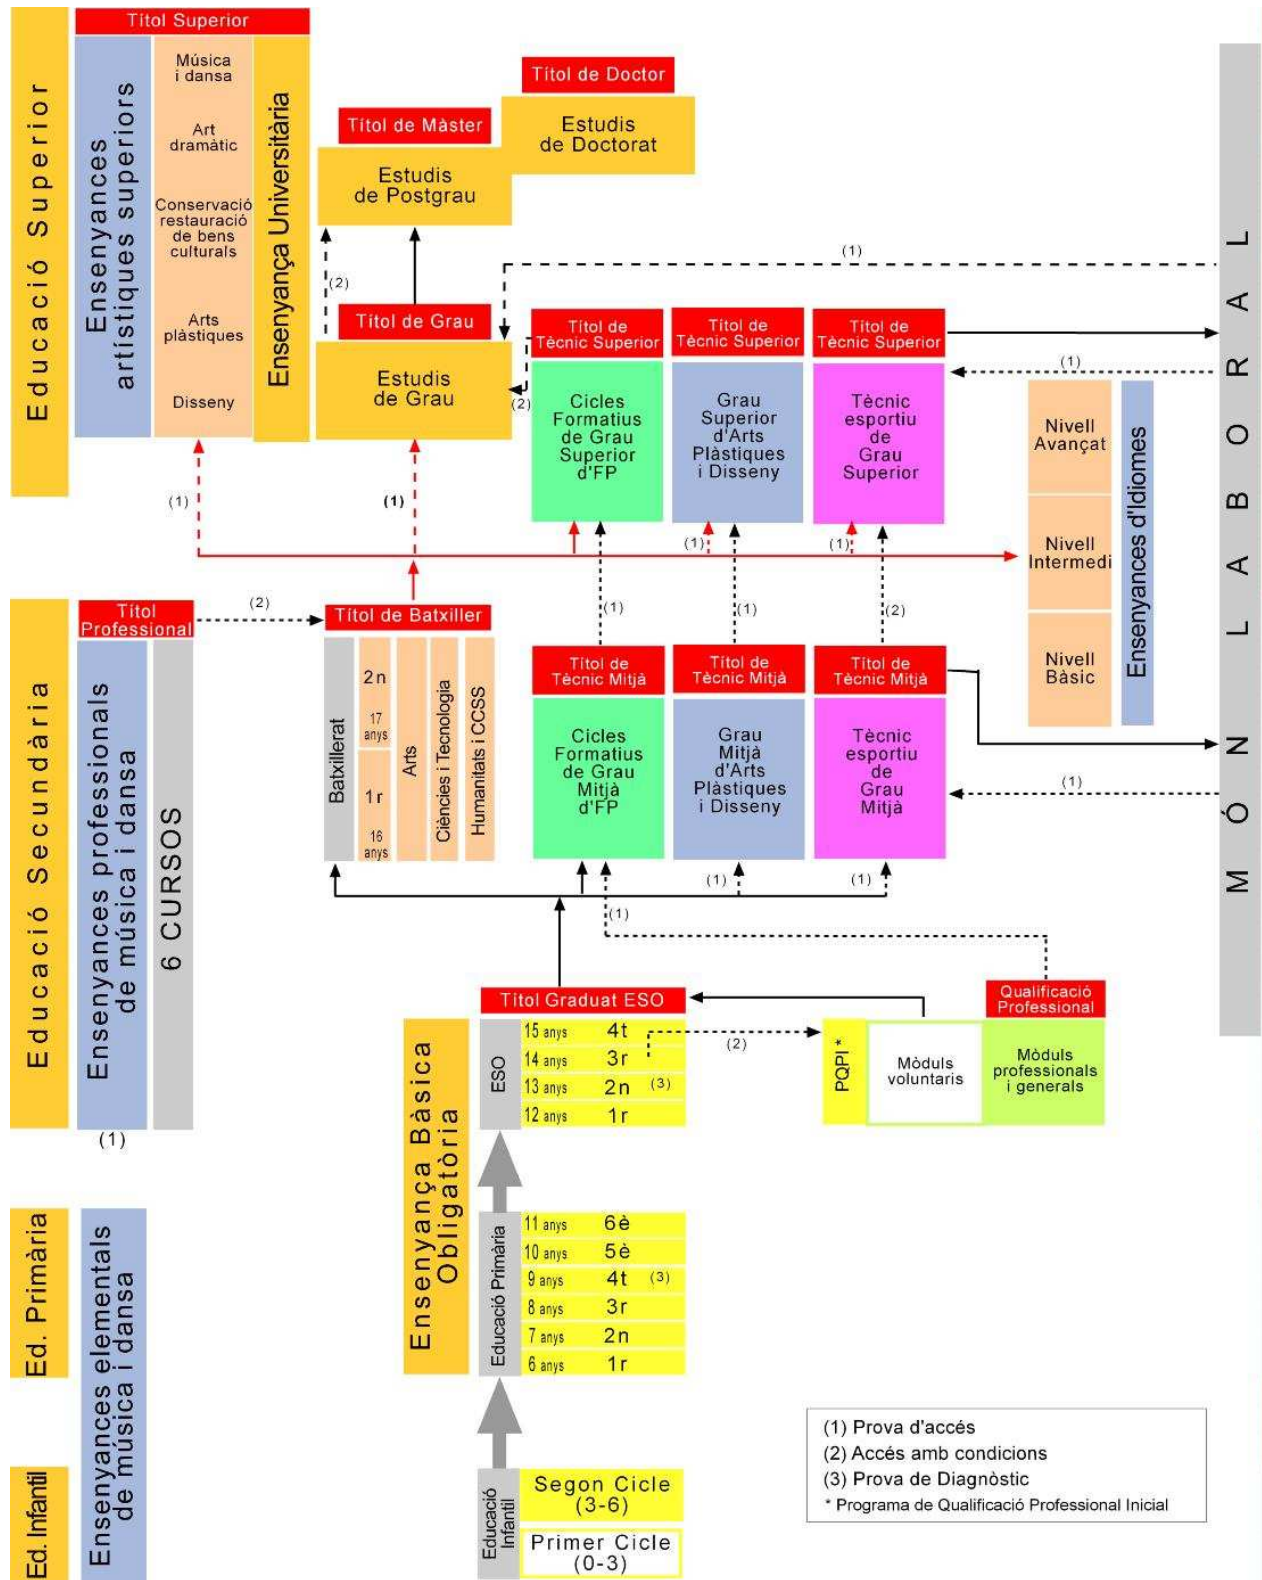 Títol Superior
Educació Superior
Ensenyances
artístiques superiors
Música
i dansa
Art
dramàtic
Conservació
restauració
de bens
culturals
Arts
plàstiques
Disseny
Ensenyança Universitària
Títol de Doctor
Estudis
de Doctorat
Títol de Màster
Estudis
de Postgrau
(2)
(1)
Títol de Grau
Estudis
de Grau
(2)
Títol de
Tècnic Superior
Cicles
Formatius
de Grau
Superior
d'FP
Títol de
Tècnic Superior
Grau
Superior
d'Arts
Plàstiques
i Disseny
Títol de
Tècnic Superior
Tècnic
esportiu
de
Grau
Superior
(1)
Nivell
Avançat
Nivell
Intermedi
Nivell
Bàsic
Ensenyances d'Idiomes
MÓN LABORAL
(1)
(1)
(1)
(1)
(1)
(1)
(2)
Educació Secundària
Títol
Professional
Ensenyances professionals
de música i dansa
6 CURSOS
(1)
(2)
Títol de Batxiller
Batxillerat
2n
17
anys
1r
16
anys
Arts
Ciències i Tecnologia
Humanitats i CCSS
Títol de
Tècnic Mitjà
Cicles
Formatius
de Grau
Mitjà
d'FP
Títol de
Tècnic Mitjà
Grau
Mitjà
d'Arts
Plàstiques
i Disseny
Títol de
Tècnic Mitjà
Tècnic
esportiu
de
Grau
Mitjà
(1)
(1)
(1)
(1)
Títol Graduat ESO
Ensenyança Bàsica
Obligatòria
ESO
15 anys 4t
14 anys 3r
13 anys 2n (3)
12 anys 1r
(2)
PQPI *
Mòduls
voluntaris
Qualificació
Professional
Mòduls
professionals
i generals
Ed. Primària
Ensenyances elementals
de música i dansa
Educació Primària
11 anys 6è
10 anys 5è
9 anys 4t (3)
8 anys 3r
7 anys 2n
6 anys 1r
Ed. Infantil
Educació
Infantil
Segon Cicle
(3-6)
Primer Cicle
(0-3)
(1) Prova d'accés
(2) Accés amb condicions
(3) Prova de Diagnòstic
* Programa de Qualificació Professional Inicial